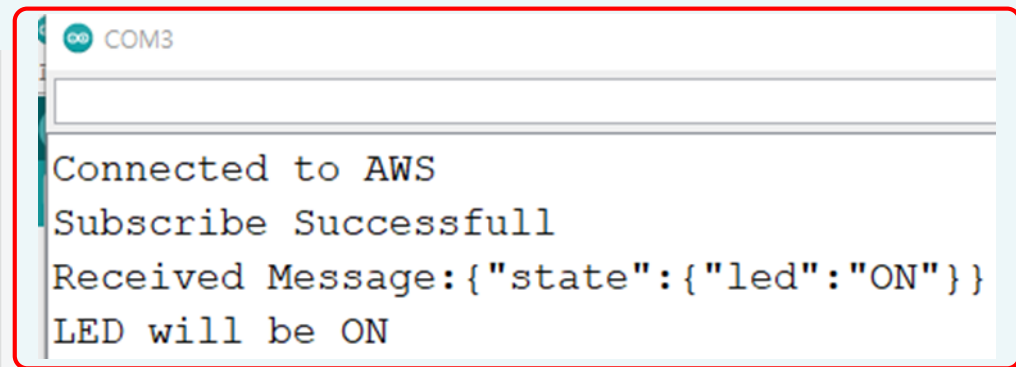 COM3
Connected to AWS
Subscribe Successfull
Received Message:{"state":{"led":"ON"}}
LED will be ON